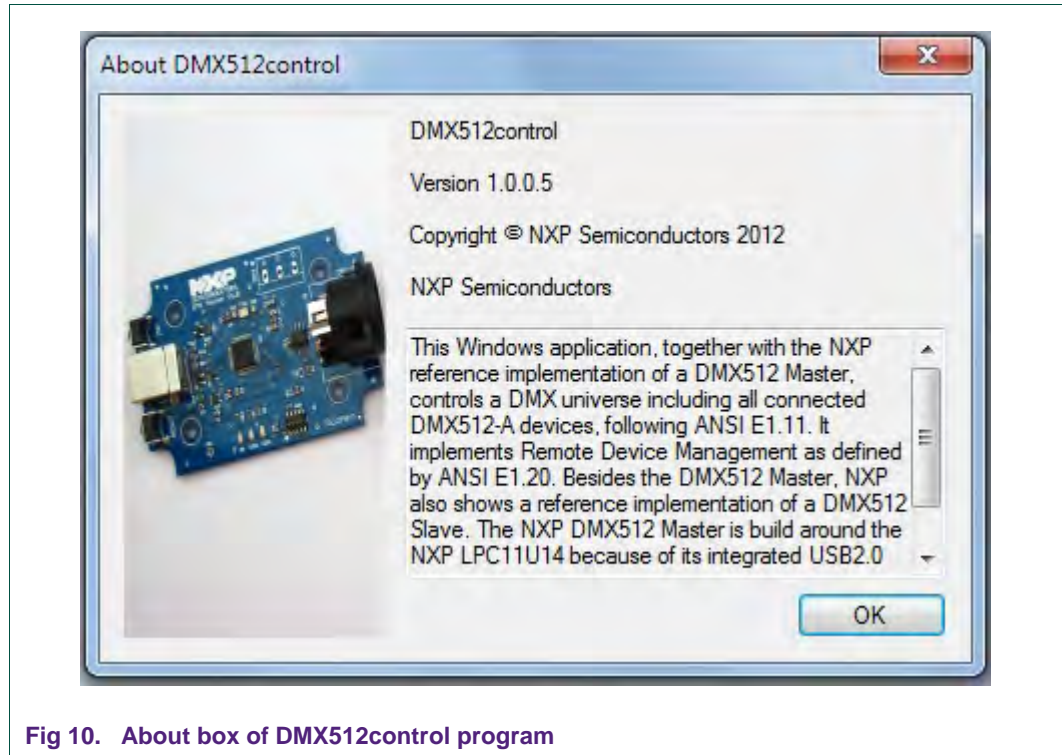 About DMX512control
DMX512control
Version 1.0.0.5
Copyright © NXP Semiconductors 2012
NXP Semiconductors
This Windows application, together with the NXP
reference implementation of a DMX512 Master,
controls a DMX universe including all connected
DMX512-A devices, following ANSI E1.11. It
implements Remote Device Management as defined
by ANSI E1.20. Besides the DMX512 Master, NXP
also shows a reference implementation of a DMX512
Slave. The NXP DMX512 Master is build around the
NXP LPC11U14 because of its integrated USB2.0
OK
NXP
Fig 10. About box of DMX512control program